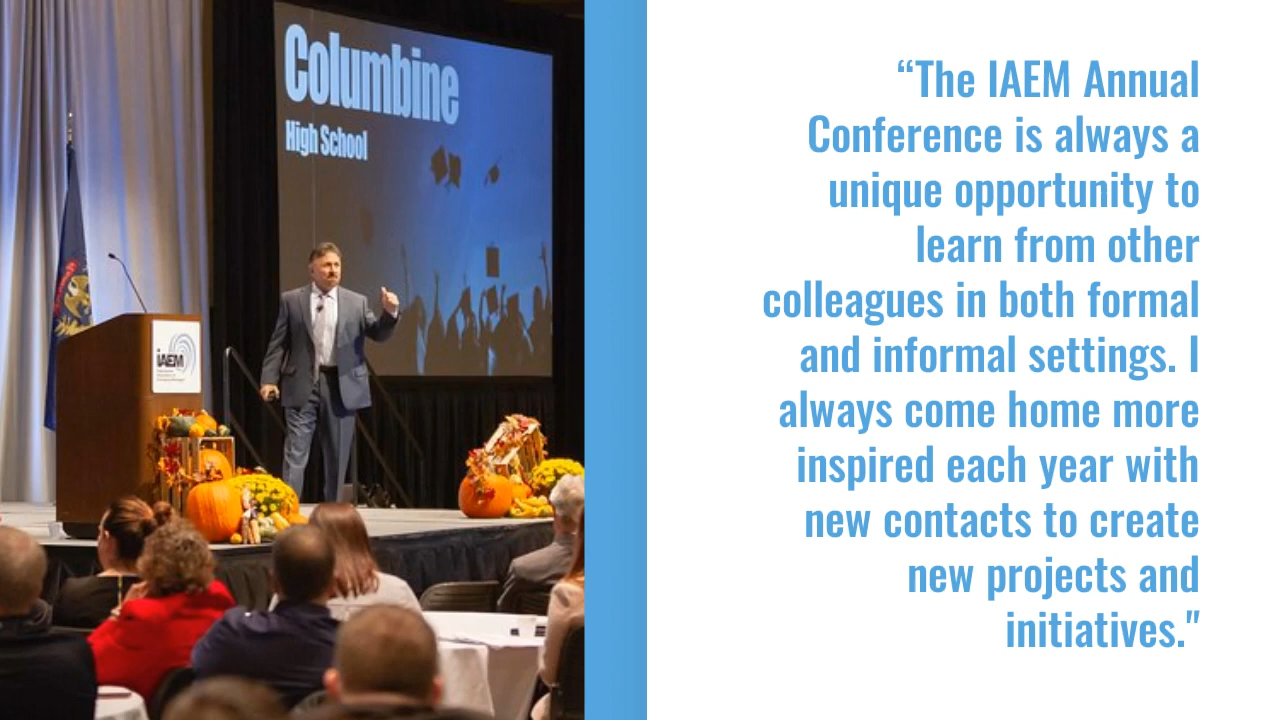 Columbine
High School
IAEM
“The IAEM Annual
Conference is always a
unique opportunity to
learn from other
colleagues in both formal
and informal settings. I
always come home more
inspired each year with
new contacts to create
new projects and
initiatives."